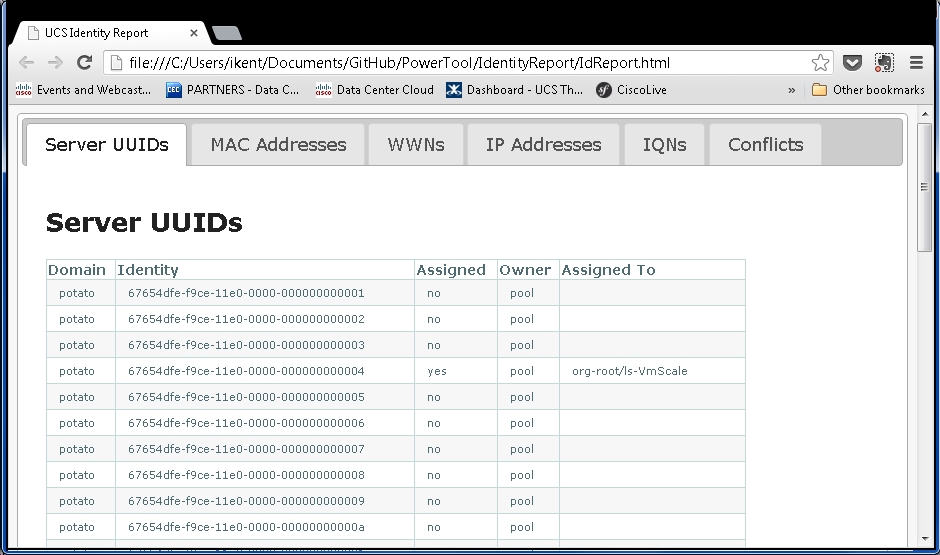 UCS Identity Report
file:///C:/Users/ikent/Documents/GitHub/PowerTool/IdentityReport/IdReport.html
cisco Events and Webcast... CEC PARTNERS - Data C... cisco Data Center Cloud Dashboard - UCS Th... CiscoLive » Other bookmarks
Server UUIDs MAC Addresses WWNs IP Addresses IQNs Conflicts
Server UUIDs
Domain Identity Assigned Owner Assigned To
potato 67654dfe-f9ce-11e0-0000-000000000001 no pool
potato 67654dfe-f9ce-11e0-0000-000000000002 no pool
potato 67654dfe-f9ce-11e0-0000-000000000003 no pool
potato 67654dfe-f9ce-11e0-0000-000000000004 yes pool org-root/ls-VmScale
potato 67654dfe-f9ce-11e0-0000-000000000005 no pool
potato 67654dfe-f9ce-11e0-0000-000000000006 no pool
potato 67654dfe-f9ce-11e0-0000-000000000007 no pool
potato 67654dfe-f9ce-11e0-0000-000000000008 no pool
potato 67654dfe-f9ce-11e0-0000-000000000009 no pool
potato 67654dfe-f9ce-11e0-0000-00000000000a no pool